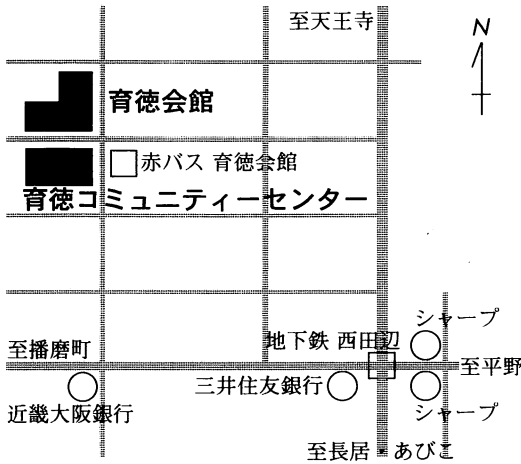 至天王寺
N
育徳会館
赤バス 育徳会館
育徳コミュニティーセンター
シャープ
地下鉄 西田辺
至播磨町
至平野
三井住友銀行
近畿大阪銀行
シャープ
至長居・あびこ